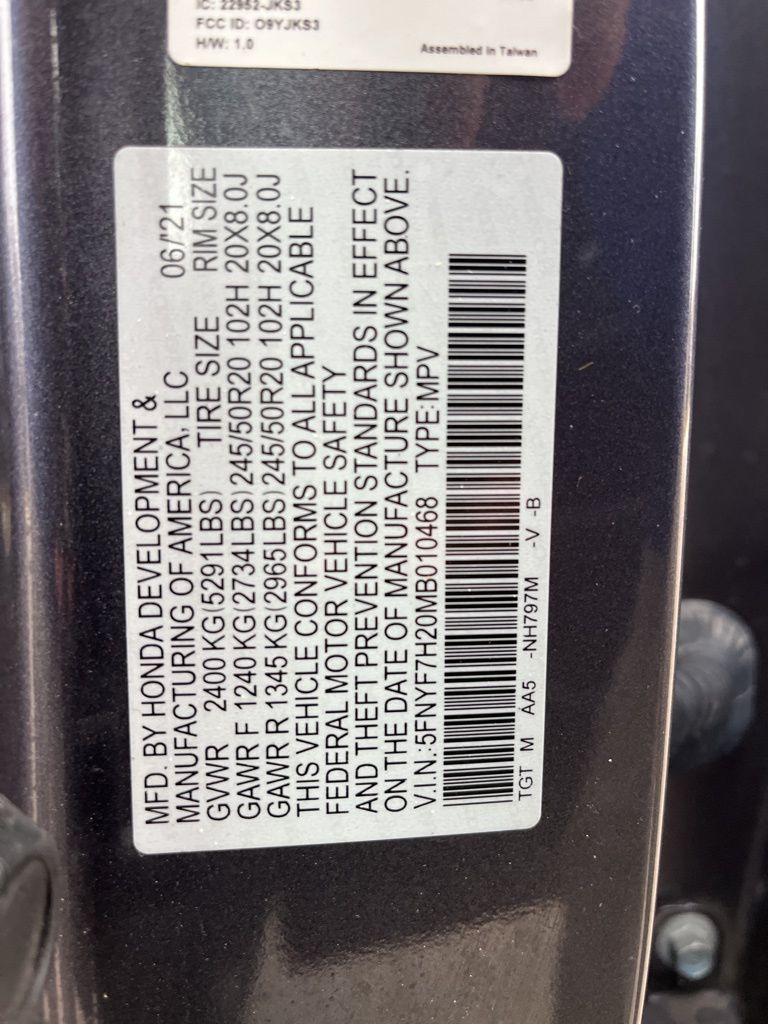 IC: 22952-JKS3
FCC ID: O9YJKS3
H/W: 1.0
Assembled in Taiwan
MFD. BY HONDA DEVELOPMENT &
MANUFACTURING OF AMERICA, LLC 06/'21
GVWR 2400 KG(5291LBS) TIRE SIZE RIM SIZE
GAWR F 1240 KG(2734LBS) 245/50R20 102H 20X8.0J
GAWR R 1345 KG(2965LBS) 245/50R20 102H 20X8.0J
THIS VEHICLE CONFORMS TO ALL APPLICABLE
FEDERAL MOTOR VEHICLE SAFETY
AND THEFT PREVENTION STANDARDS IN EFFECT
ON THE DATE OF MANUFACTURE SHOWN ABOVE.
V.I.N.:5FNYF7H20MB010468 TYPE:MPV
TGT M AA5 -NH797M -V -B